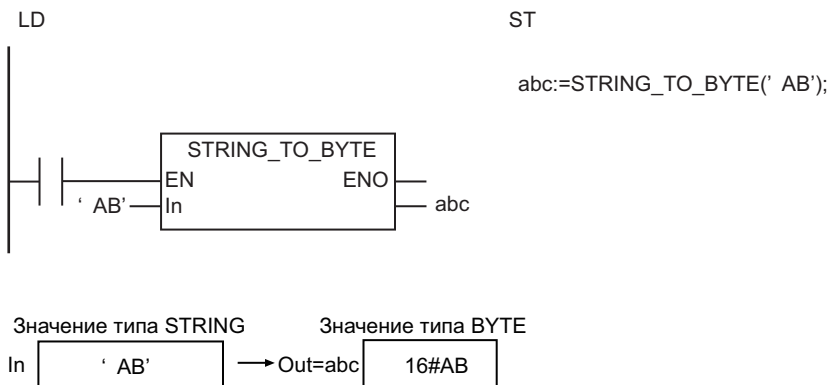 LD
ST
abc:=STRING_TO_BYTE(’ AB’);
STRING_TO_BYTE
EN ENO
‘ AB’ In abc
Значение типа STRING Значение типа BYTE
In ‘ AB’ Out=abc 16#AB